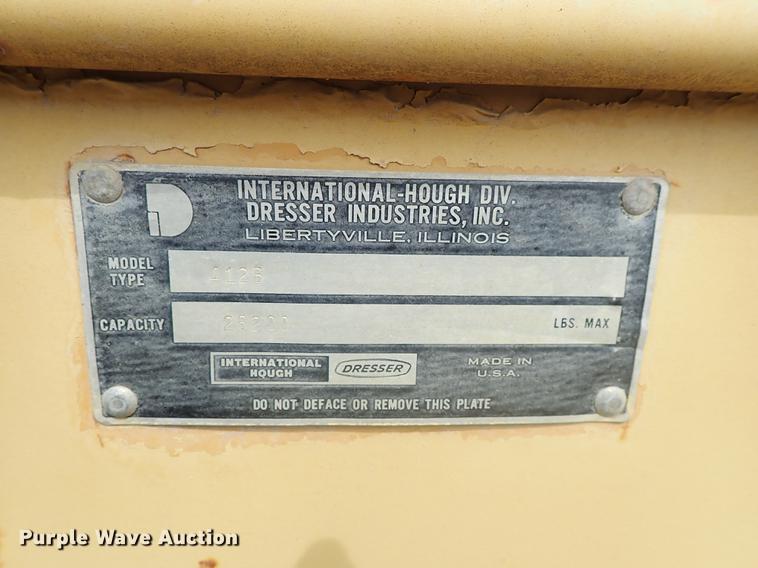 INTERNATIONAL-HOUGH DIV.
DRESSER INDUSTRIES, INC.
LIBERTYVILLE, ILLINOIS
MODEL TYPE
CAPACITY LBS. MAX
INTERNATIONAL HOUGH
DRESSER
MADE IN U.S.A.
DO NOT DEFACE OR REMOVE THIS PLATE
Purple Wave Auction